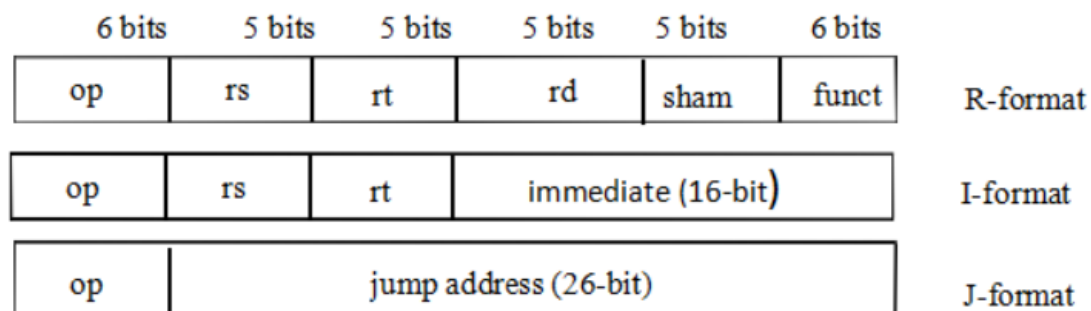 6 bits 5 bits 5 bits 5 bits 5 bits 6 bits
op rs rt rd sham funct R-format
op rs rt immediate (16-bit) I-format
op jump address (26-bit) J-format